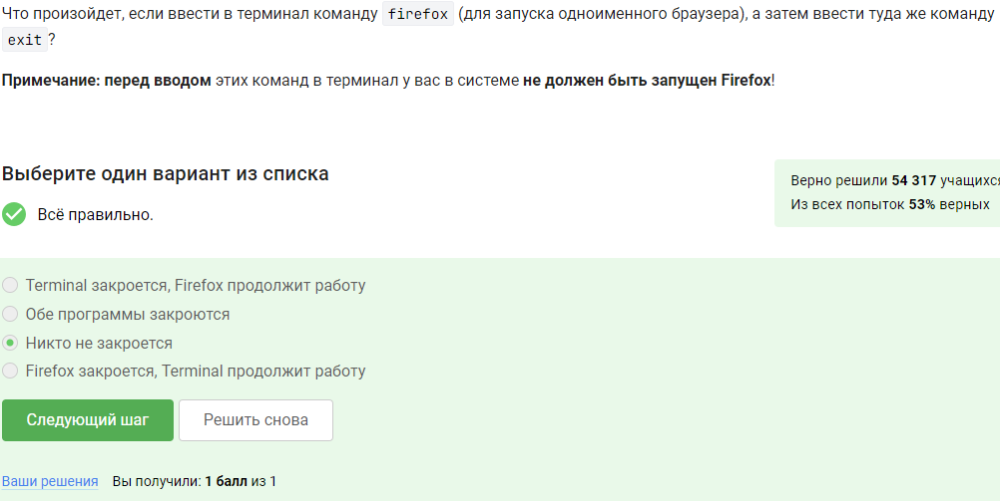 Что произойдет, если ввести в терминал команду firefox (для запуска одноименного браузера), а затем ввести туда же команду
exit ?
Примечание: перед вводом этих команд в терминал у вас в системе не должен быть запущен Firefox!
Выберите один вариант из списка
Верно решили 54 317 учащихся
Из всех попыток 53% верных
Всё правильно.
Terminal закроется, Firefox продолжит работу
Обе программы закроются
Никто не закроется
Firefox закроется, Terminal продолжит работу
Следующий шаг
Решить снова
Ваши решения Вы получили: 1 балл из 1